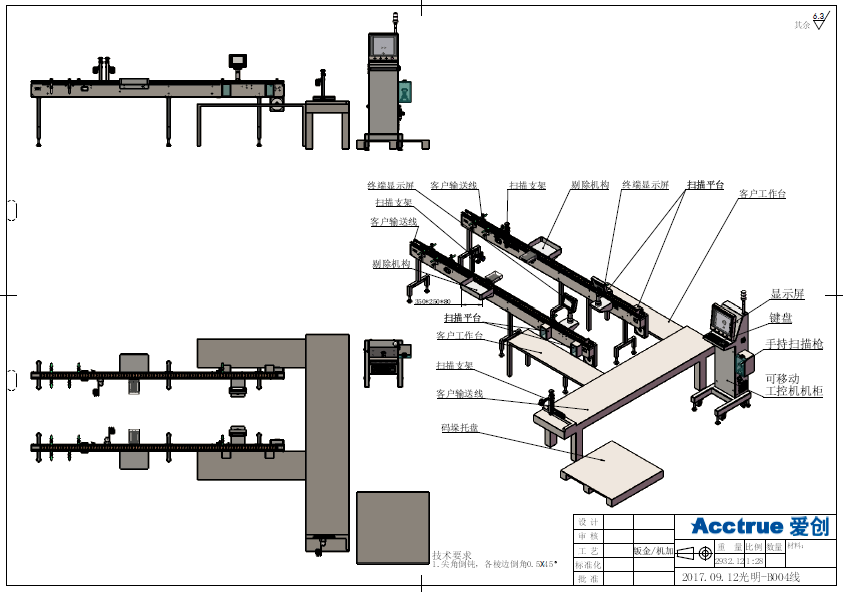 其余 6.3
终端显示屏 客户输送线 扫描支架 剔除机构 终端显示屏 扫描平台
客户工作台
扫描支架
客户输送线
剔除机构
350*250*80
扫描平台
客户工作台
扫描支架
客户输送线
码垛托盘
显示屏
键盘
手持扫描枪
可移动
工控机机柜
技术要求
1.尖角倒钝，各棱边倒角0.5X45°
设 计
审 核
工 艺 钣金/机加
标准化
批 准
Acctrue 爱创
重 量 比例 数量 材料:
2932.12 1:28
2017.09.12光明-B004线